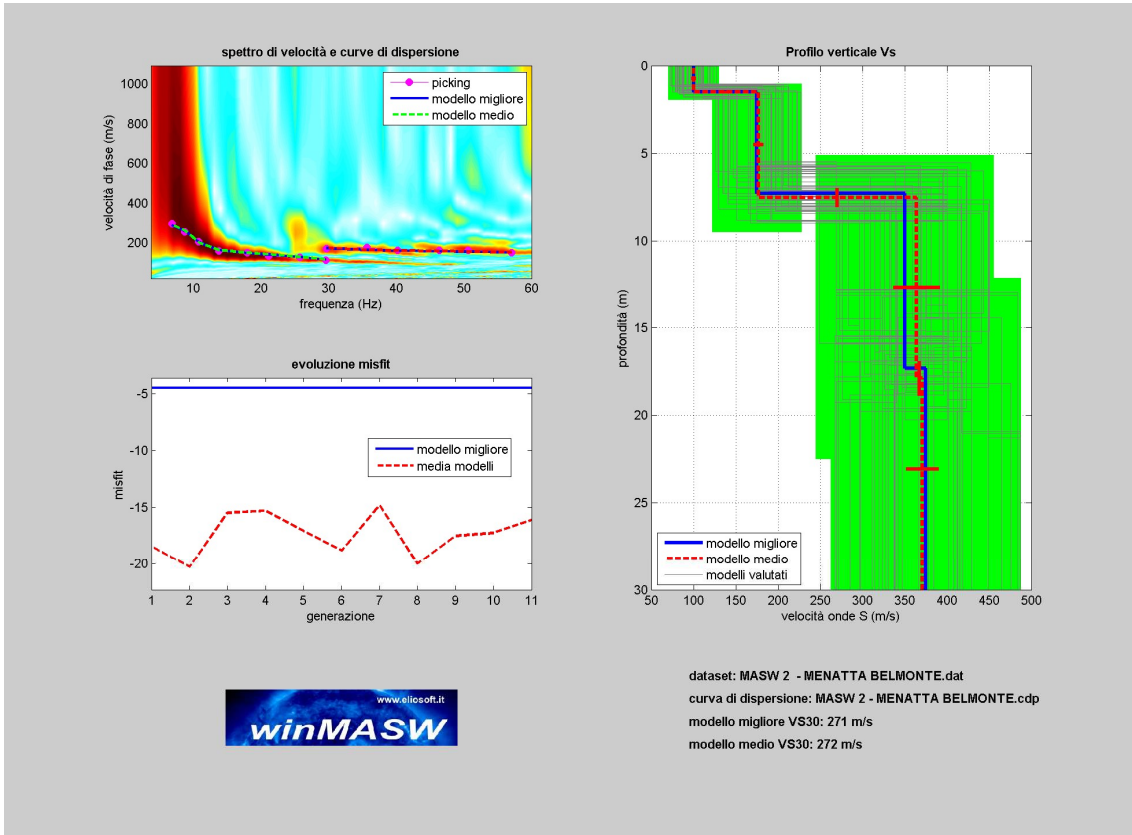 spettro di velocità e curve di dispersione
velocità di fase (m/s)
1000
800
600
400
200
picking
modello migliore
modello medio
10 20 30 40 50 60
frequenza (Hz)
evoluzione misfit
misfit
-5
-10
-15
-20
modello migliore
media modelli
1 2 3 4 5 6 7 8 9 10 11
generazione
www.eliosoft.it
winMASW
Profilo verticale Vs
profondità (m)
0
5
10
15
20
25
30
modello migliore
modello medio
modelli valutati
50 100 150 200 250 300 350 400 450 500
velocità onde S (m/s)
dataset: MASW 2 - MENATTA BELMONTE.dat
curva di dispersione: MASW 2 - MENATTA BELMONTE.cdp
modello migliore VS30: 271 m/s
modello medio VS30: 272 m/s